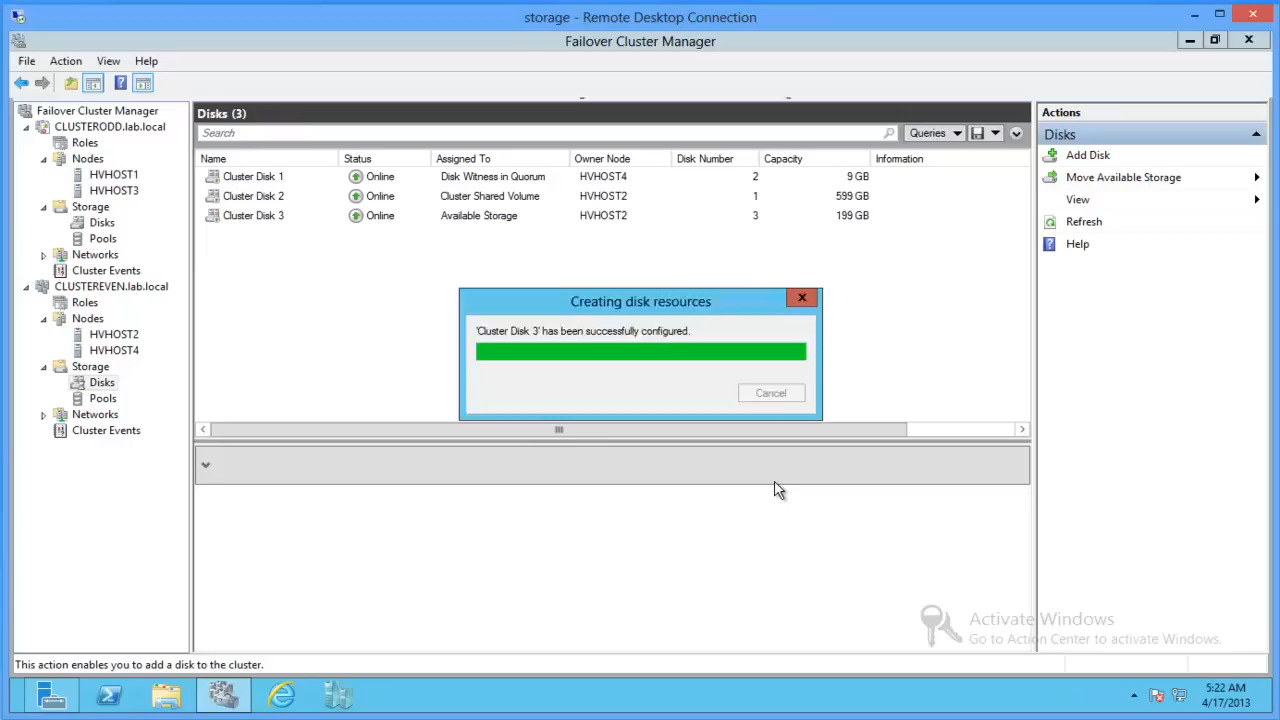 storage - Remote Desktop Connection
Failover Cluster Manager
File Action View Help
Failover Cluster Manager
CLUSTERODD.lab.local
Roles
Nodes
HVHOST1
HVHOST3
Storage
Disks
Pools
Networks
Cluster Events
CLUSTEREVEN.lab.local
Roles
Nodes
HVHOST2
HVHOST4
Storage
Disks
Pools
Networks
Cluster Events
Disks (3)
Search
Queries
Name Status Assigned To Owner Node Disk Number Capacity Information
Cluster Disk 1 Online Disk Witness in Quorum HVHOST4 2 9 GB
Cluster Disk 2 Online Cluster Shared Volume HVHOST2 1 599 GB
Cluster Disk 3 Online Available Storage HVHOST2 3 199 GB
Creating disk resources
'Cluster Disk 3' has been successfully configured.
Cancel
Actions
Disks
Add Disk
Move Available Storage
View
Refresh
Help
Activate Windows
Go to Action Center to activate Windows.
This action enables you to add a disk to the cluster.
5:22 AM
4/17/2013